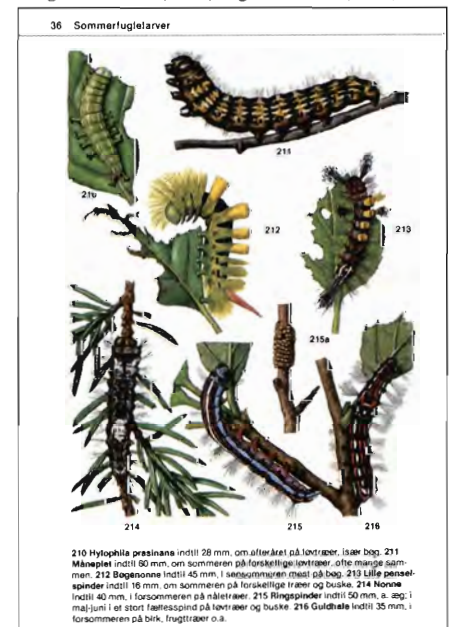 36 Sommerfuglelarver
210
211
212
213
215a
214
215
216
210 Hylophila prasinana indtil 28 mm, om efteråret på løvtræer, især bøg. 211
Måneplet indtil 60 mm, om sommeren på forskellige løvtræer, ofte mange sam-
men. 212 Bøgenonne indtil 45 mm, i sensommeren mest på bøg. 213 Lille pensel-
spinder indtil 16 mm, om sommeren på forskellige træer og buske. 214 Nonne
indtil 40 mm, i forsommeren på nåletræer. 215 Ringspinder indtil 50 mm, a. æg; i
maj-juni i et stort fællesspind på løvtræer og buske. 216 Guldhale indtil 35 mm, i
forsommeren på birk, frugttræer o.a.